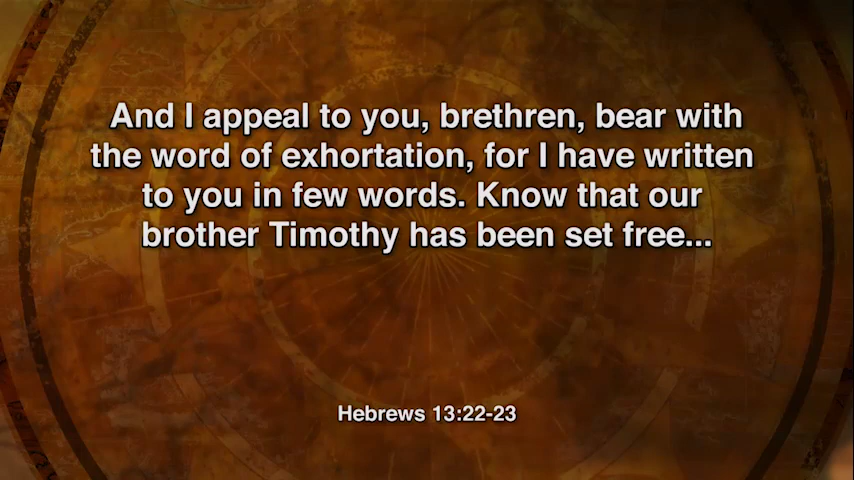 And I appeal to you, brethren, bear with
the word of exhortation, for I have written
to you in few words. Know that our
brother Timothy has been set free...
Hebrews 13:22-23